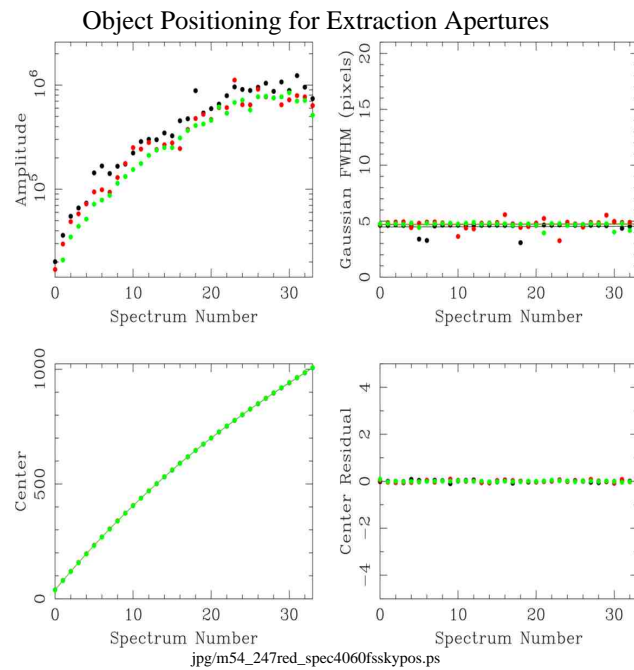 Object Positioning for Extraction Apertures
Amplitude
10^6
10^5
0 10 20 30
Spectrum Number
Gaussian FWHM (pixels)
20
15
10
5
0
0 10 20 30
Spectrum Number
Center
1000
500
0
0 10 20 30
Spectrum Number
Center Residual
4
2
0
-2
-4
0 10 20 30
Spectrum Number
jpg/m54_247red_spec4060fsskypos.ps